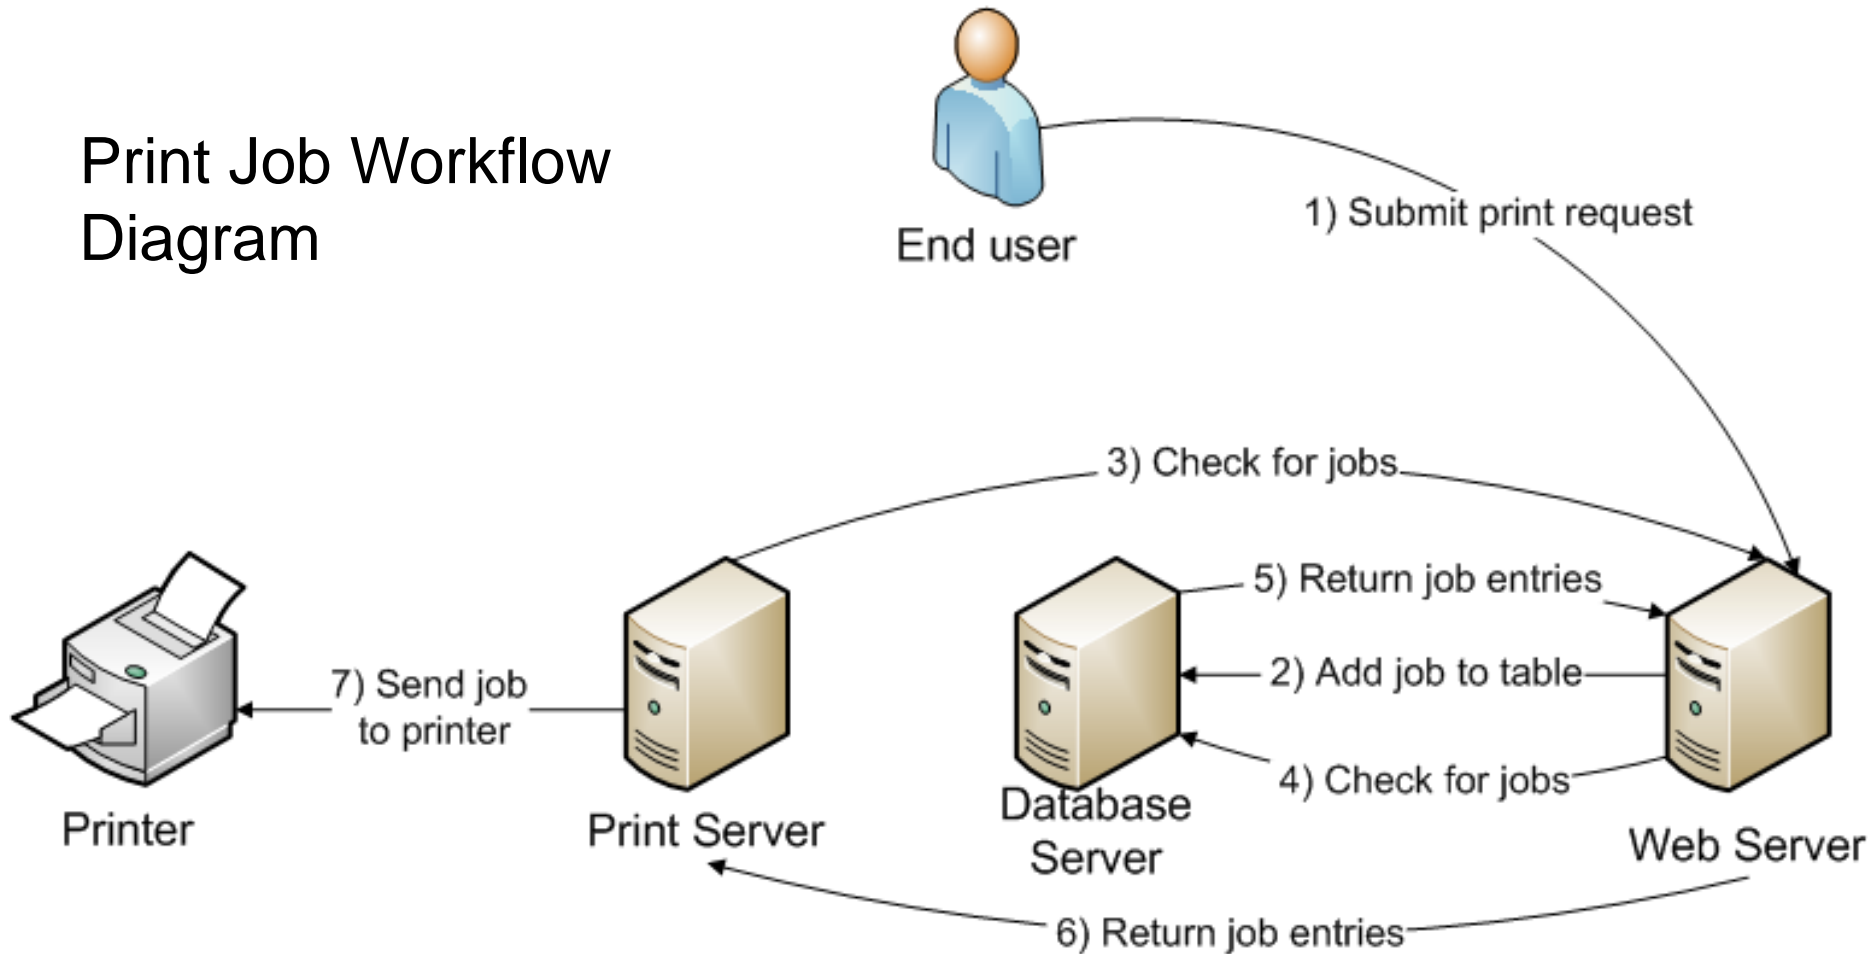 Print Job Workflow
Diagram
End user
1) Submit print request
3) Check for jobs
5) Return job entries
2) Add job to table
7) Send job
to printer
4) Check for jobs
Printer
Print Server
Database
Server
Web Server
6) Return job entries